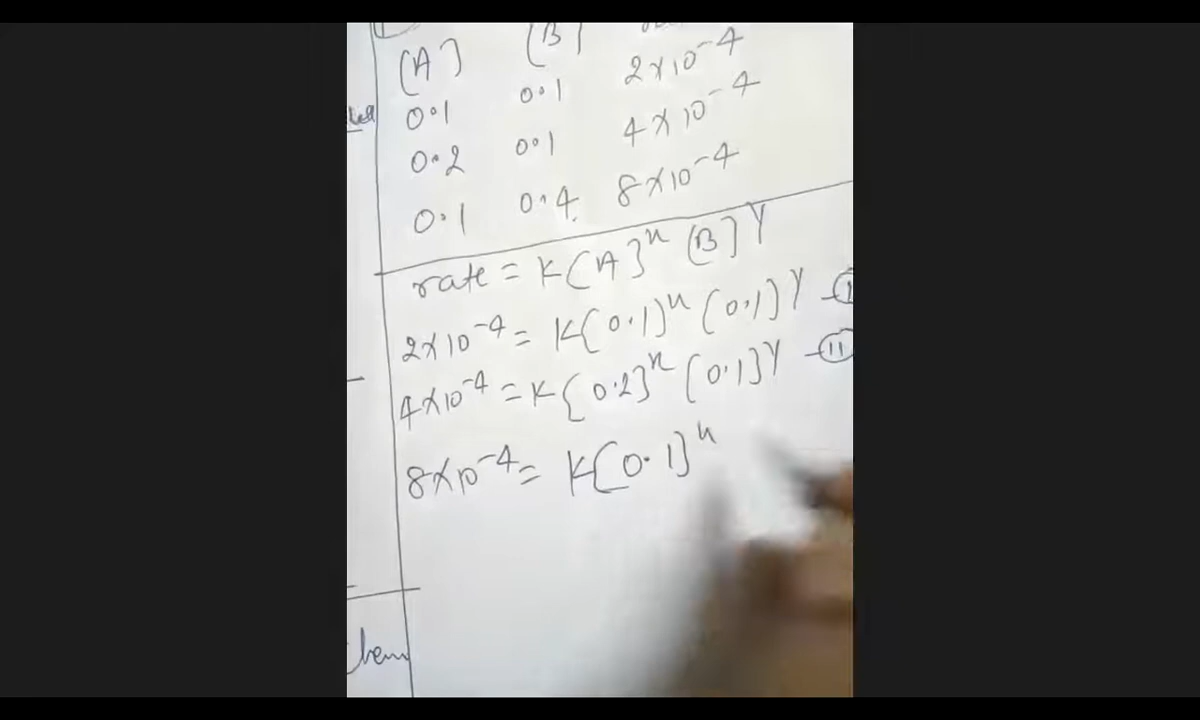 [A] [B]
0.1 0.1 2×10⁻⁴
0.2 0.1 4×10⁻⁴
0.1 0.4 8×10⁻⁴
rate = K[A]ˣ [B]ʸ
2×10⁻⁴ = K[0.1]ˣ [0.1]ʸ —(I)
4×10⁻⁴ = K[0.2]ˣ [0.1]ʸ —(II)
8×10⁻⁴ = K[0.1]ˣ
Chem